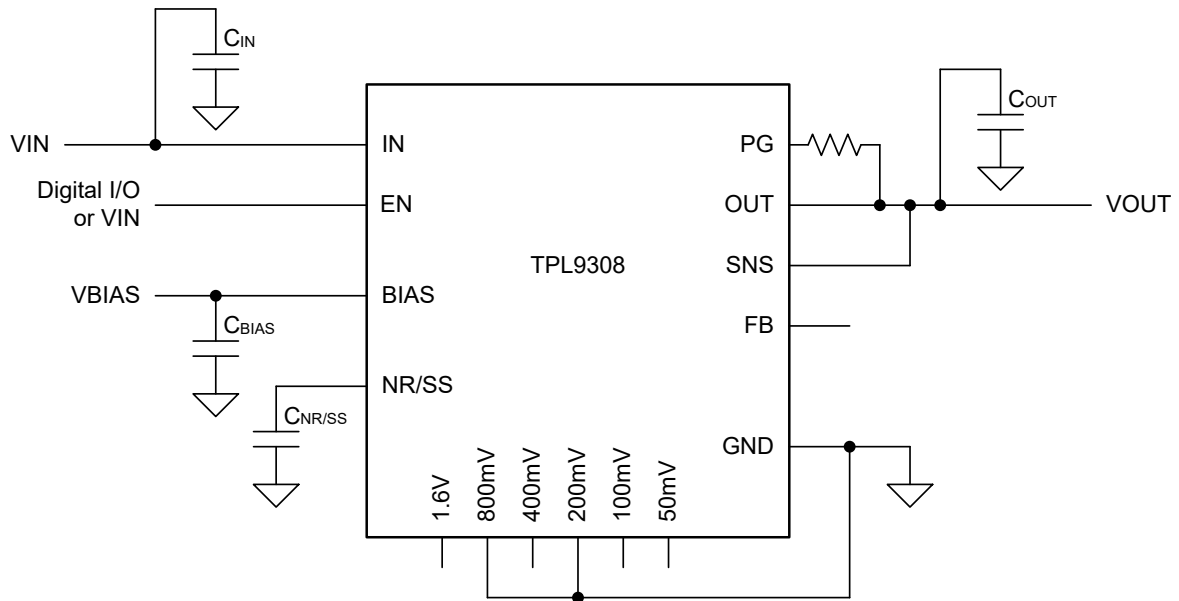 CIN
COUT
VIN
IN
PG
Digital I/O
or VIN
EN
OUT
VOUT
TPL9308
SNS
VBIAS
BIAS
FB
CBIAS
NR/SS
CNR/SS
GND
1.6V
800mV
400mV
200mV
100mV
50mV